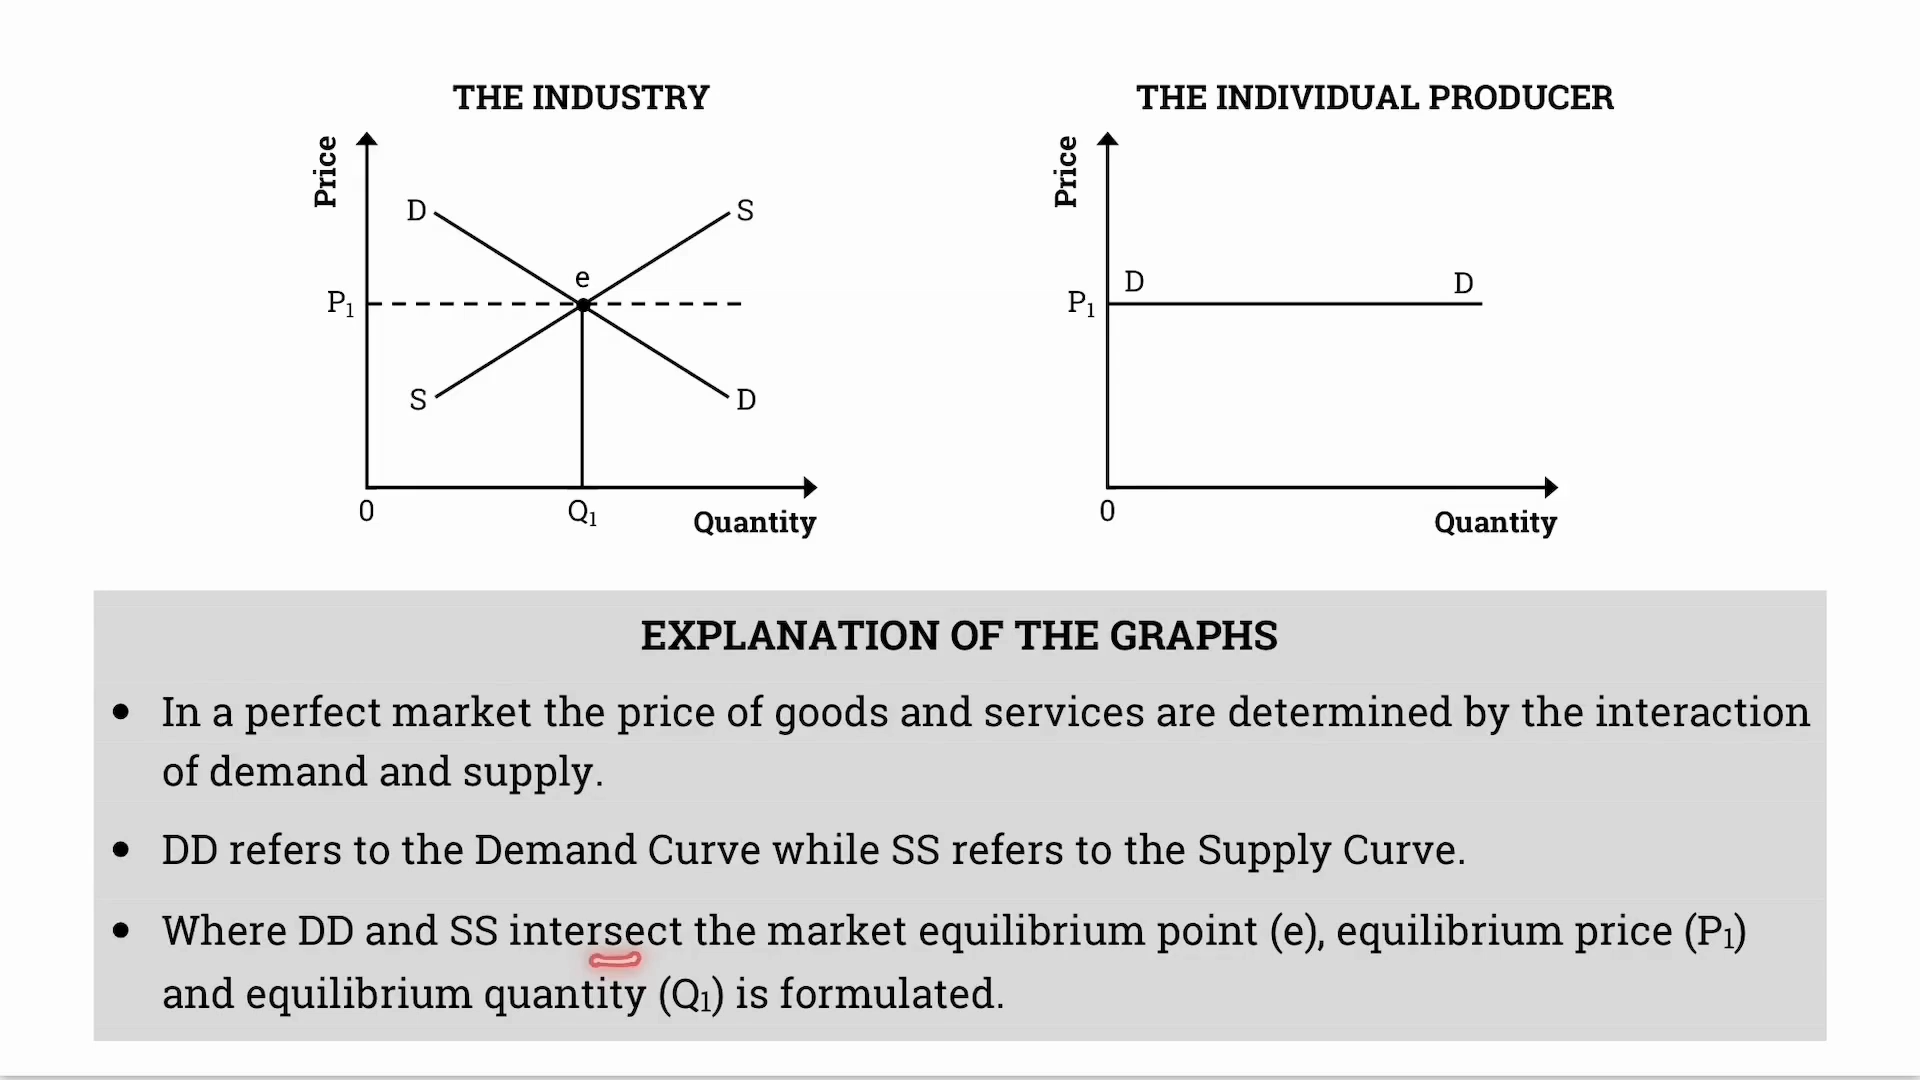 THE INDUSTRY
Price
D
S
e
P₁
S
D
0
Q₁
Quantity
THE INDIVIDUAL PRODUCER
Price
D
D
P₁
0
Quantity
EXPLANATION OF THE GRAPHS
• In a perfect market the price of goods and services are determined by the interaction
of demand and supply.
• DD refers to the Demand Curve while SS refers to the Supply Curve.
• Where DD and SS intersect the market equilibrium point (e), equilibrium price (P₁)
and equilibrium quantity (Q₁) is formulated.